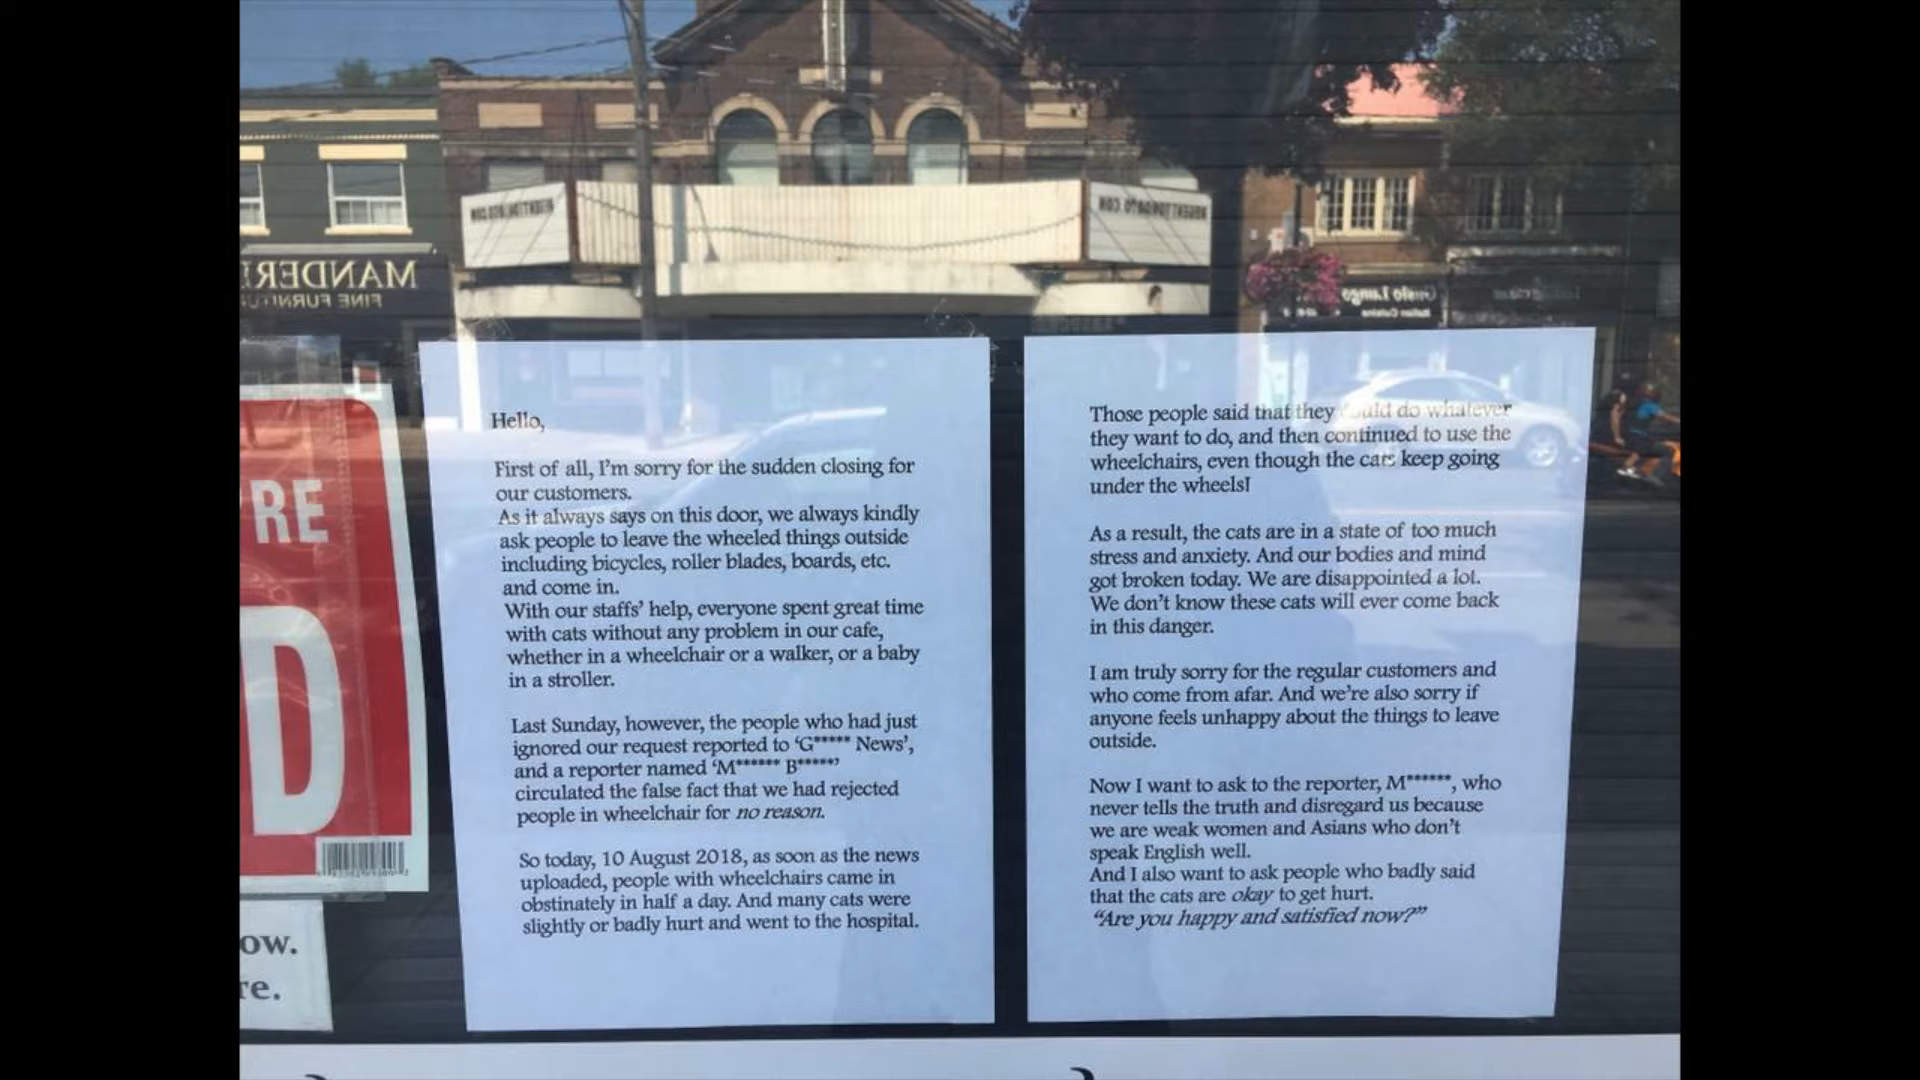 MANDER
FINE FURNITU
REGENTTORONTO.COM
REGENTTORONTO.COM
Gusto Lungo
Italian Cuisine
RE
D
ow.
re.
Hello,
First of all, I'm sorry for the sudden closing for
our customers.
As it always says on this door, we always kindly
ask people to leave the wheeled things outside
including bicycles, roller blades, boards, etc.
and come in.
With our staffs' help, everyone spent great time
with cats without any problem in our cafe,
whether in a wheelchair or a walker, or a baby
in a stroller.
Last Sunday, however, the people who had just
ignored our request reported to 'G***** News',
and a reporter named 'M****** B*****'
circulated the false fact that we had rejected
people in wheelchair for no reason.
So today, 10 August 2018, as soon as the news
uploaded, people with wheelchairs came in
obstinately in half a day. And many cats were
slightly or badly hurt and went to the hospital.
Those people said that they could do whatever
they want to do, and then continued to use the
wheelchairs, even though the cats keep going
under the wheels!
As a result, the cats are in a state of too much
stress and anxiety. And our bodies and mind
got broken today. We are disappointed a lot.
We don't know these cats will ever come back
in this danger.
I am truly sorry for the regular customers and
who come from afar. And we're also sorry if
anyone feels unhappy about the things to leave
outside.
Now I want to ask to the reporter, M******, who
never tells the truth and disregard us because
we are weak women and Asians who don't
speak English well.
And I also want to ask people who badly said
that the cats are okay to get hurt.
"Are you happy and satisfied now?"